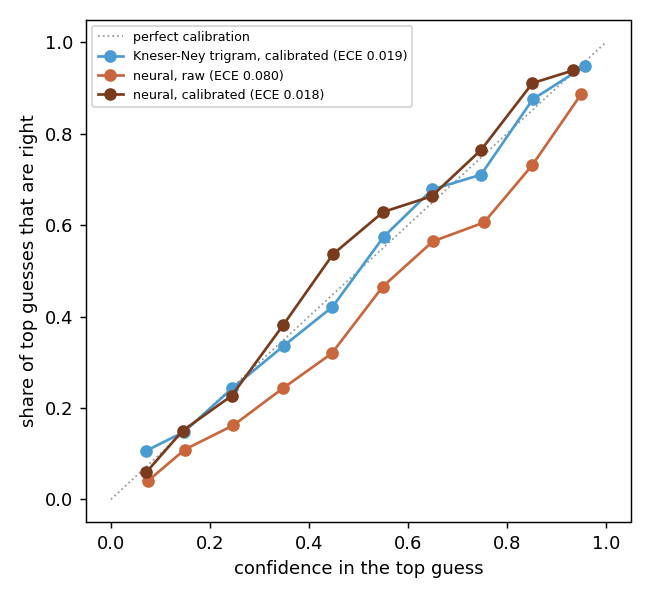 perfect calibration
Kneser-Ney trigram, calibrated (ECE 0.019)
neural, raw (ECE 0.080)
neural, calibrated (ECE 0.018)
share of top guesses that are right
1.0
0.8
0.6
0.4
0.2
0.0
0.0 0.2 0.4 0.6 0.8 1.0
confidence in the top guess